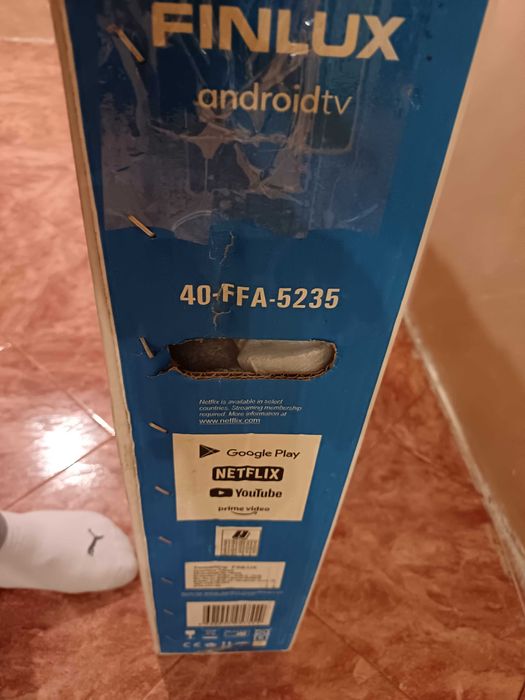 FINLUX
androidtv
40-FFA-5235
Netflix is available in select
countries. Streaming membership
required. More information at
www.netflix.com
Google Play
NETFLIX
YouTube
prime video